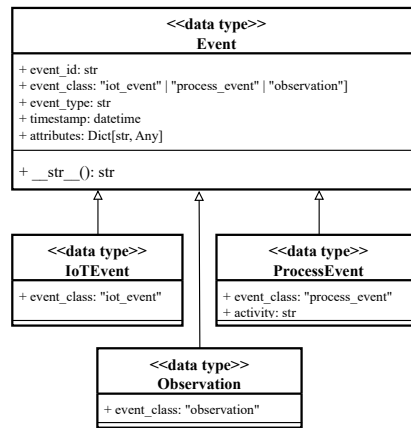 <<data type>>
Event
+ event_id: str
+ event_class: "iot_event" | "process_event" | "observation"]
+ event_type: str
+ timestamp: datetime
+ attributes: Dict[str, Any]
+ __str__(): str
<<data type>>
IoTEvent
+ event_class: "iot_event"
<<data type>>
ProcessEvent
+ event_class: "process_event"
+ activity: str
<<data type>>
Observation
+ event_class: "observation"